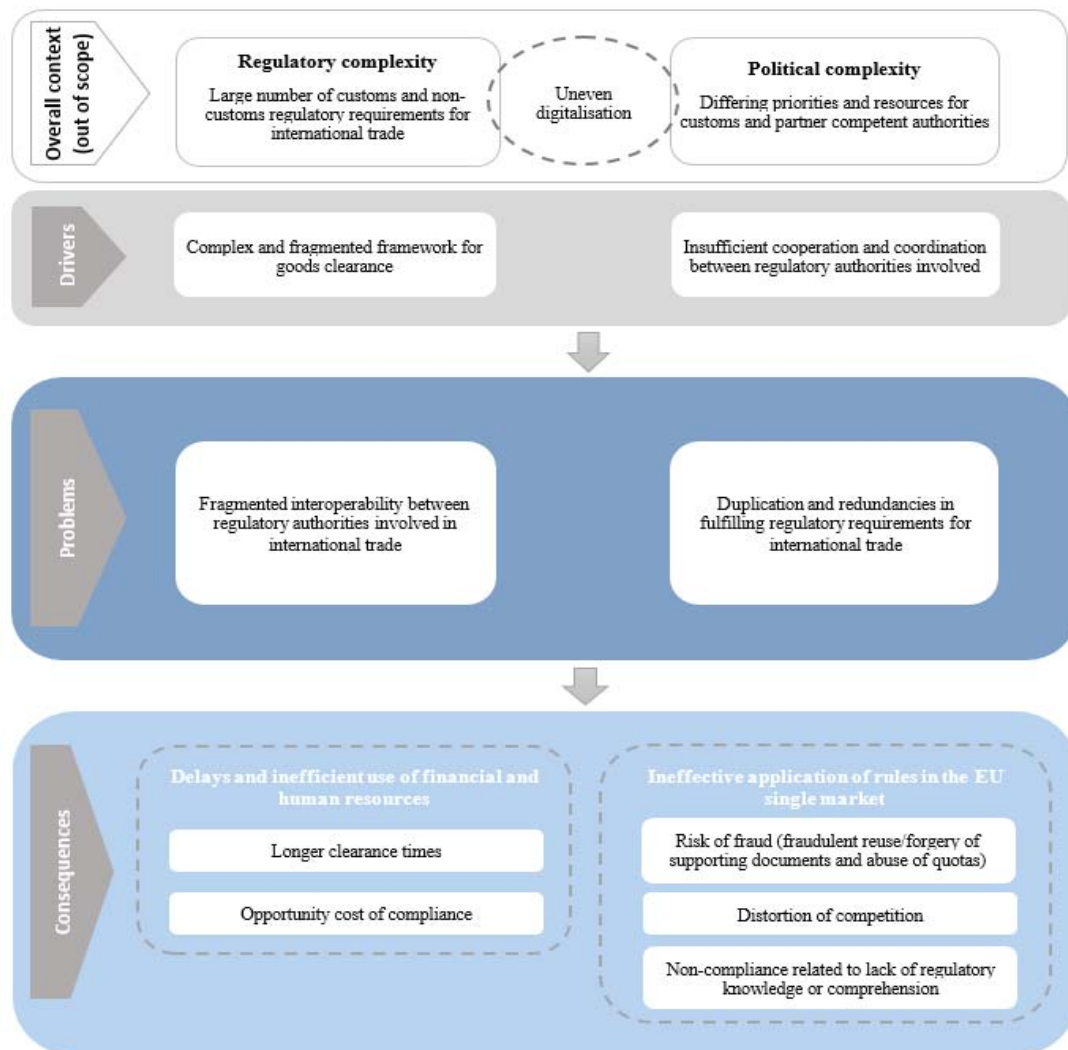 Overall context
(out of scope)
Regulatory complexity
Large number of customs and non-
customs regulatory requirements for
international trade
Uneven
digitalisation
Political complexity
Differing priorities and resources for
customs and partner competent authorities
Drivers
Complex and fragmented framework for
goods clearance
Insufficient cooperation and coordination
between regulatory authorities involved
Problems
Fragmented interoperability between
regulatory authorities involved in
international trade
Duplication and redundancies in
fulfilling regulatory requirements for
international trade
Consequences
Delays and inefficient use of financial and
human resources
Longer clearance times
Opportunity cost of compliance
Ineffective application of rules in the EU
single market
Risk of fraud (fraudulent reuse/forgery of
supporting documents and abuse of quotas)
Distortion of competition
Non-compliance related to lack of regulatory
knowledge or comprehension